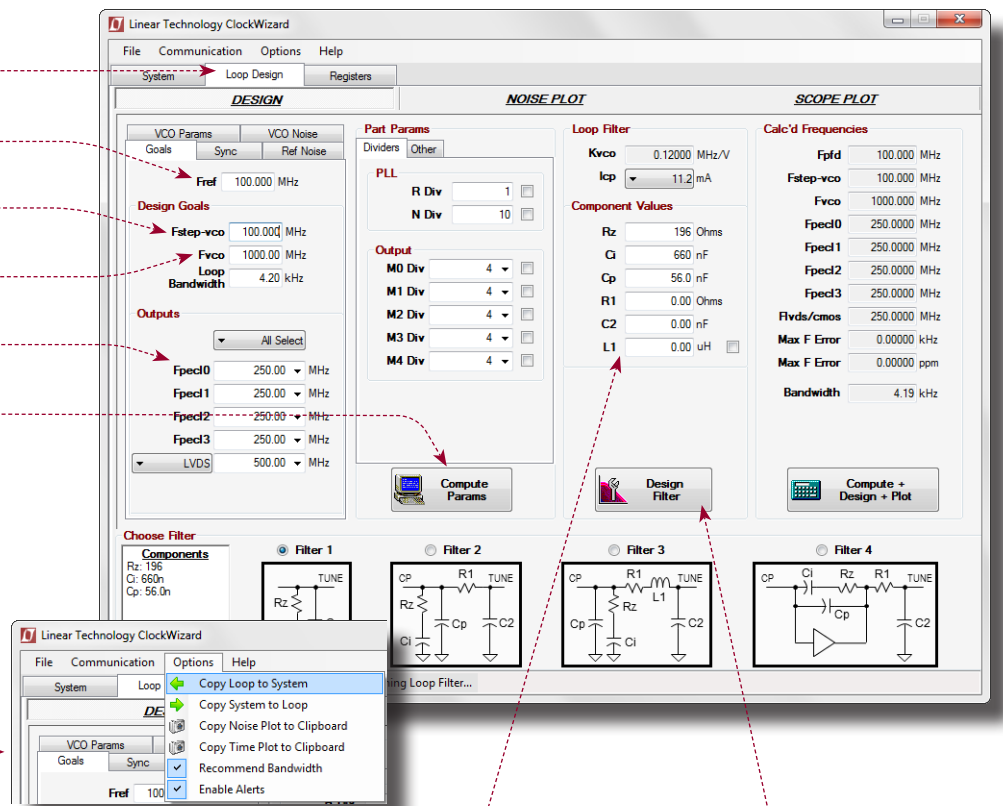 Linear Technology ClockWizard
File Communication Options Help
System Loop Design Registers
DESIGN NOISE PLOT SCOPE PLOT
VCO Params VCO Noise
Goals Sync Ref Noise
Fref 100.000 MHz
Design Goals
Fstep-vco 100.000 MHz
Fvco 1000.00 MHz
Loop Bandwidth 4.20 kHz
Outputs
All Select
Fpecl0 250.00 MHz
Fpecl1 250.00 MHz
Fpecl2 250.00 MHz
Fpecl3 250.00 MHz
LVDS 500.00 MHz
Part Params
Dividers Other
PLL
R Div 1
N Div 10
Output
M0 Div 4
M1 Div 4
M2 Div 4
M3 Div 4
M4 Div 4
Compute
Params
Loop Filter
Kvco 0.12000 MHz/V
Icp 11.2 mA
Component Values
Rz 196 Ohms
Ci 660 nF
Cp 56.0 nF
R1 0.00 Ohms
C2 0.00 nF
L1 0.00 uH
Design
Filter
Calc'd Frequencies
Fpfd 100.000 MHz
Fstep-vco 100.000 MHz
Fvco 1000.000 MHz
Fpecl0 250.0000 MHz
Fpecl1 250.0000 MHz
Fpecl2 250.0000 MHz
Fpecl3 250.0000 MHz
Flvds/cmos 250.0000 MHz
Max F Error 0.00000 kHz
Max F Error 0.00000 ppm
Bandwidth 4.19 kHz
Compute +
Design + Plot
Choose Filter
Components
Rz: 196
Ci: 660n
Cp: 56.0n
Filter 1
TUNE
Rz
Filter 2
CP R1 TUNE
Rz
Cp C2
Ci
Filter 3
CP R1 TUNE
L1
Rz
Cp C2
Ci
Filter 4
CP Ci Rz R1 TUNE
Cp
C2
Loop Filter...
Linear Technology ClockWizard
File Communication Options Help
System Loop
Copy Loop to System
Copy System to Loop
Copy Noise Plot to Clipboard
Copy Time Plot to Clipboard
Recommend Bandwidth
Enable Alerts
VCO Params
Goals Sync
Fref 100